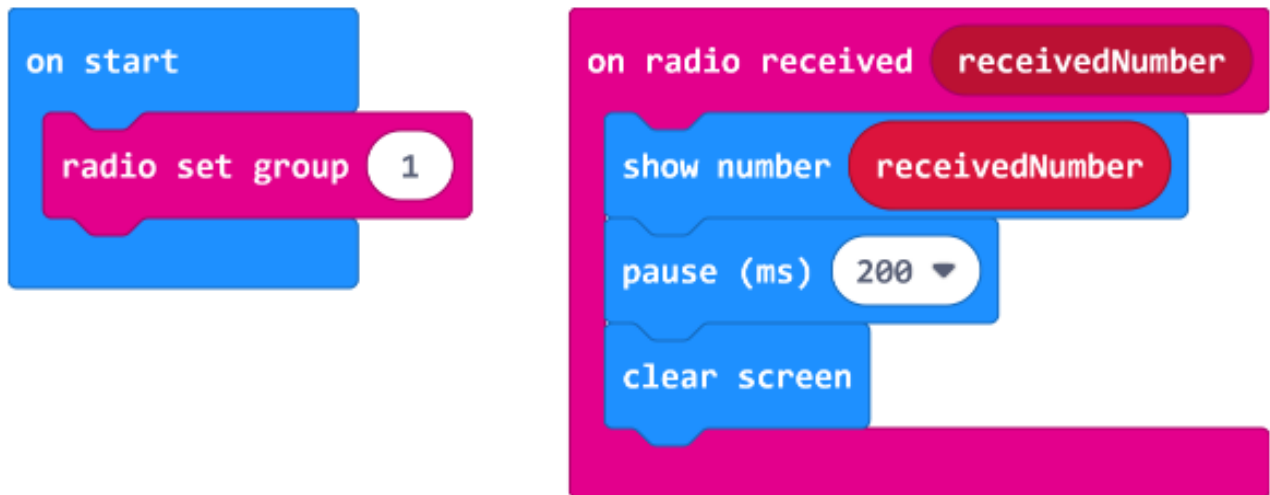 on start
radio set group 1
on radio received receivedNumber
show number receivedNumber
pause (ms) 200
clear screen